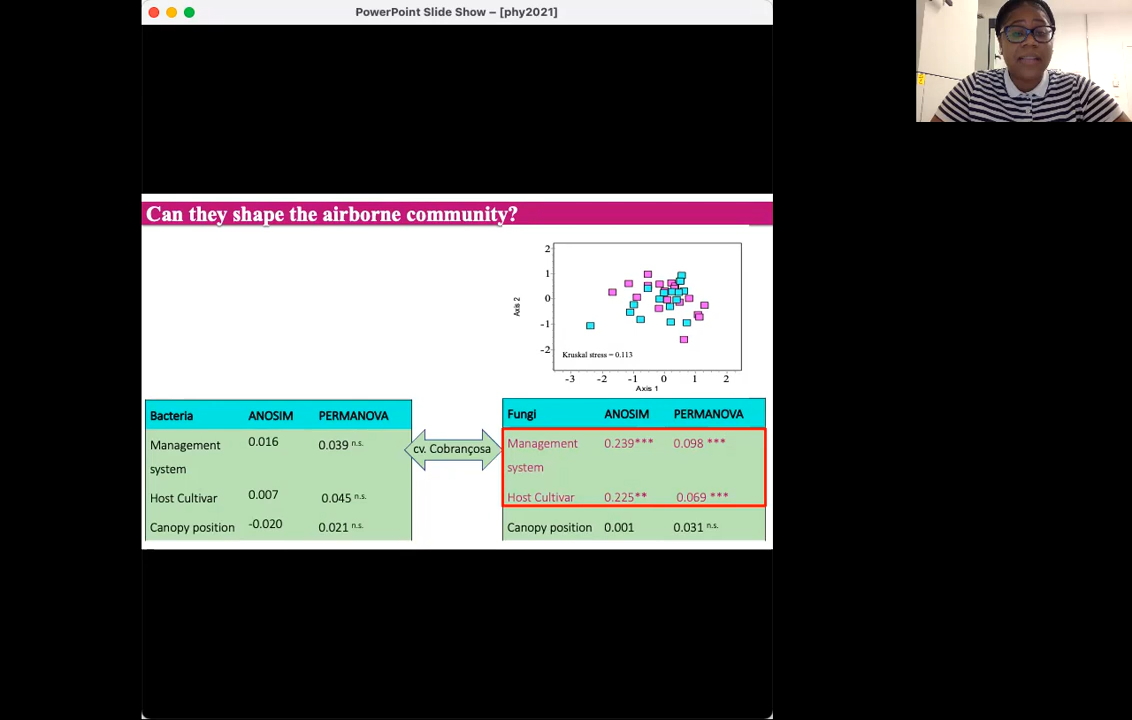 PowerPoint Slide Show – [phy2021]
Can they shape the airborne community?
2
1
0
-1
-2
Axis 2
Kruskal stress = 0.113
-3 -2 -1 0 1 2
Axis 1
Bacteria ANOSIM PERMANOVA
Management system 0.016 0.039 n.s.
Host Cultivar 0.007 0.045 n.s.
Canopy position -0.020 0.021 n.s.
cv. Cobrançosa
Fungi ANOSIM PERMANOVA
Management system 0.239*** 0.098 ***
Host Cultivar 0.225** 0.069 ***
Canopy position 0.001 0.031 n.s.